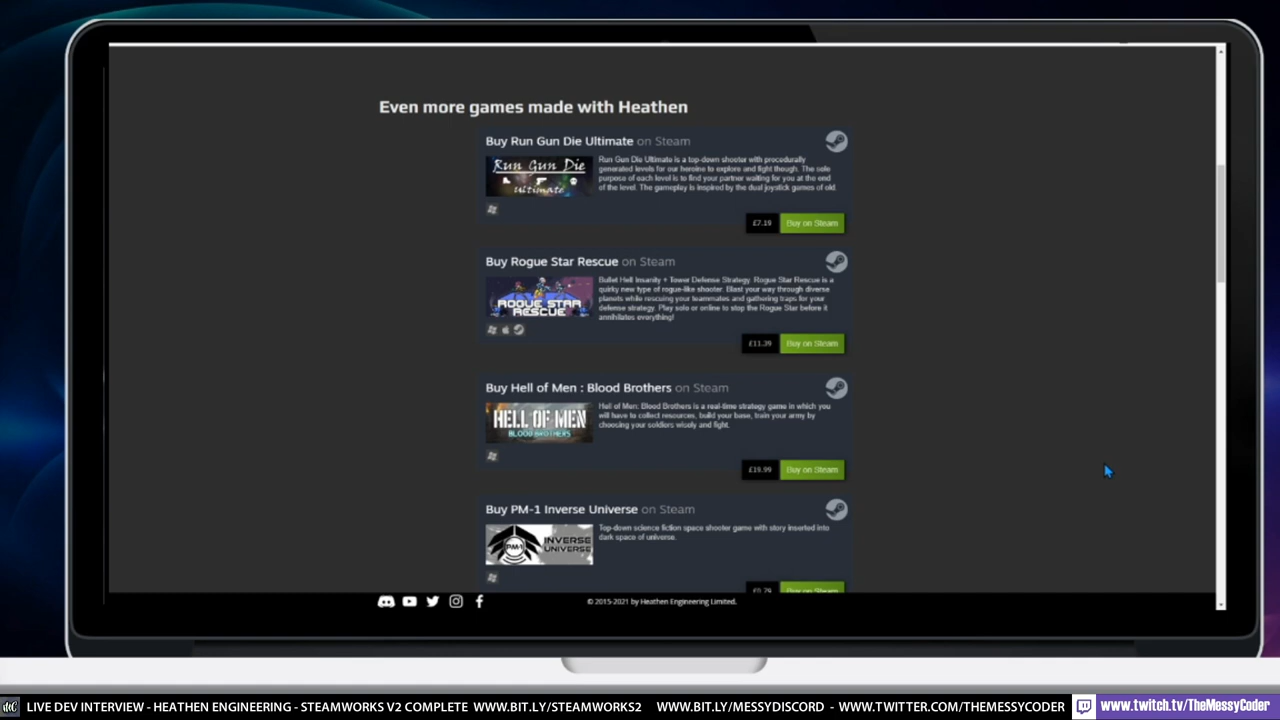 Even more games made with Heathen
Buy Run Gun Die Ultimate on Steam
Run Gun Die
Ultimate
Run Gun Die Ultimate is a top-down shooter with procedurally
generated levels for our heroine to explore and fight though. The sole
purpose of each level is to find your partner waiting for you at the end
of the level. The gameplay is inspired by the dual joystick games of old.
£7.19 Buy on Steam
Buy Rogue Star Rescue on Steam
ROGUE STAR
RESCUE
Bullet Hell Insanity + Tower Defense Strategy. Rogue Star Rescue is a
quirky new type of rogue-like shooter. Blast your way through diverse
planets while rescuing your teammates and gathering traps for your
defense strategy. Play solo or online to stop the Rogue Star before it
annihilates everything!
£11.39 Buy on Steam
Buy Hell of Men : Blood Brothers on Steam
HELL OF MEN
BLOOD BROTHERS
Hell of Men: Blood Brothers is a real-time strategy game in which you
will have to collect resources, build your base, train your army by
choosing your soldiers wisely and fight.
£19.99 Buy on Steam
Buy PM-1 Inverse Universe on Steam
PM-1 INVERSE
UNIVERSE
Top-down science fiction space shooter game with story inserted into
dark space of universe.
Buy on Steam
© 2015-2021 by Heathen Engineering Limited.
LIVE DEV INTERVIEW - HEATHEN ENGINEERING - STEAMWORKS V2 COMPLETE WWW.BIT.LY/STEAMWORKS2 WWW.BIT.LY/MESSYDISCORD - WWW.TWITTER.COM/THEMESSYCODER www.twitch.tv/TheMessyCoder